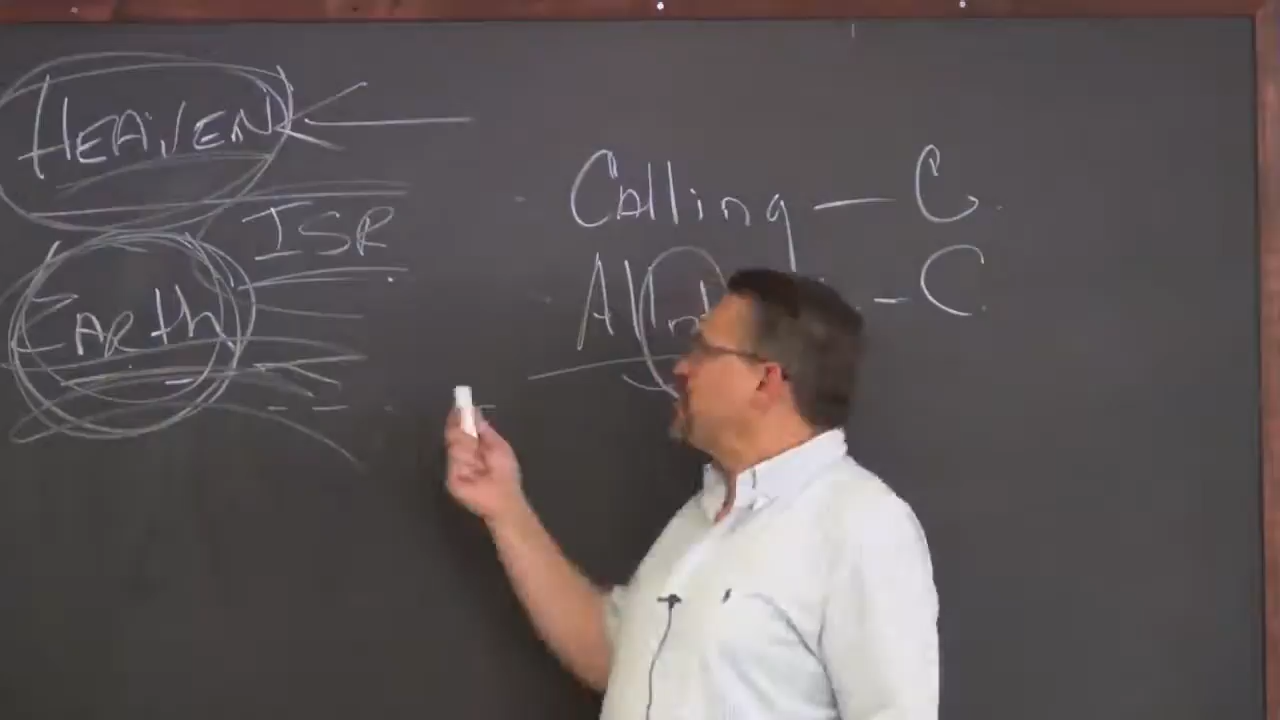 HEAVEN
ISR
Earth
Calling — C
— C